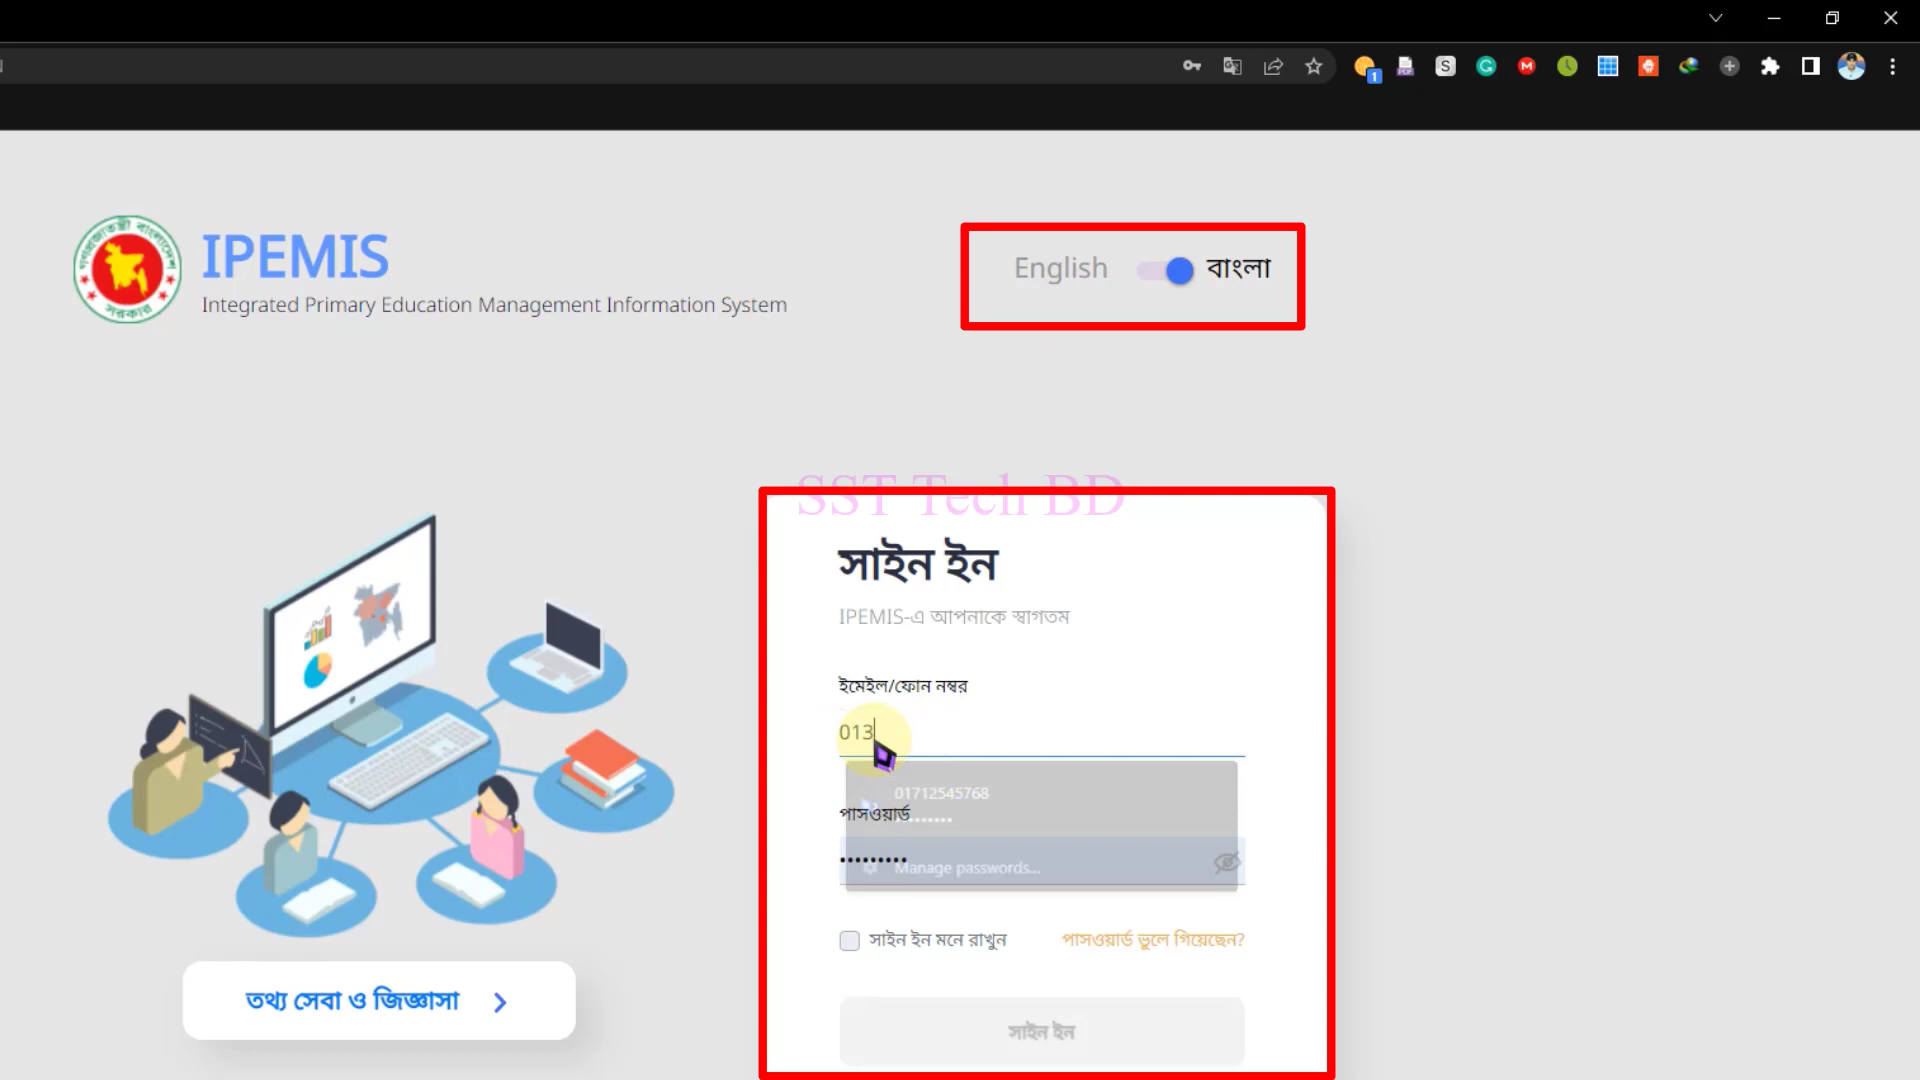 IPEMIS
Integrated Primary Education Management Information System
English বাংলা
SST Tech BD
সাইন ইন
IPEMIS-এ আপনাকে স্বাগতম
ইমেইল/ফোন নম্বর
013
01712545768
পাসওয়ার্ড
Manage passwords...
সাইন ইন মনে রাখুন
পাসওয়ার্ড ভুলে গিয়েছেন?
তথ্য সেবা ও জিজ্ঞাসা
সাইন ইন